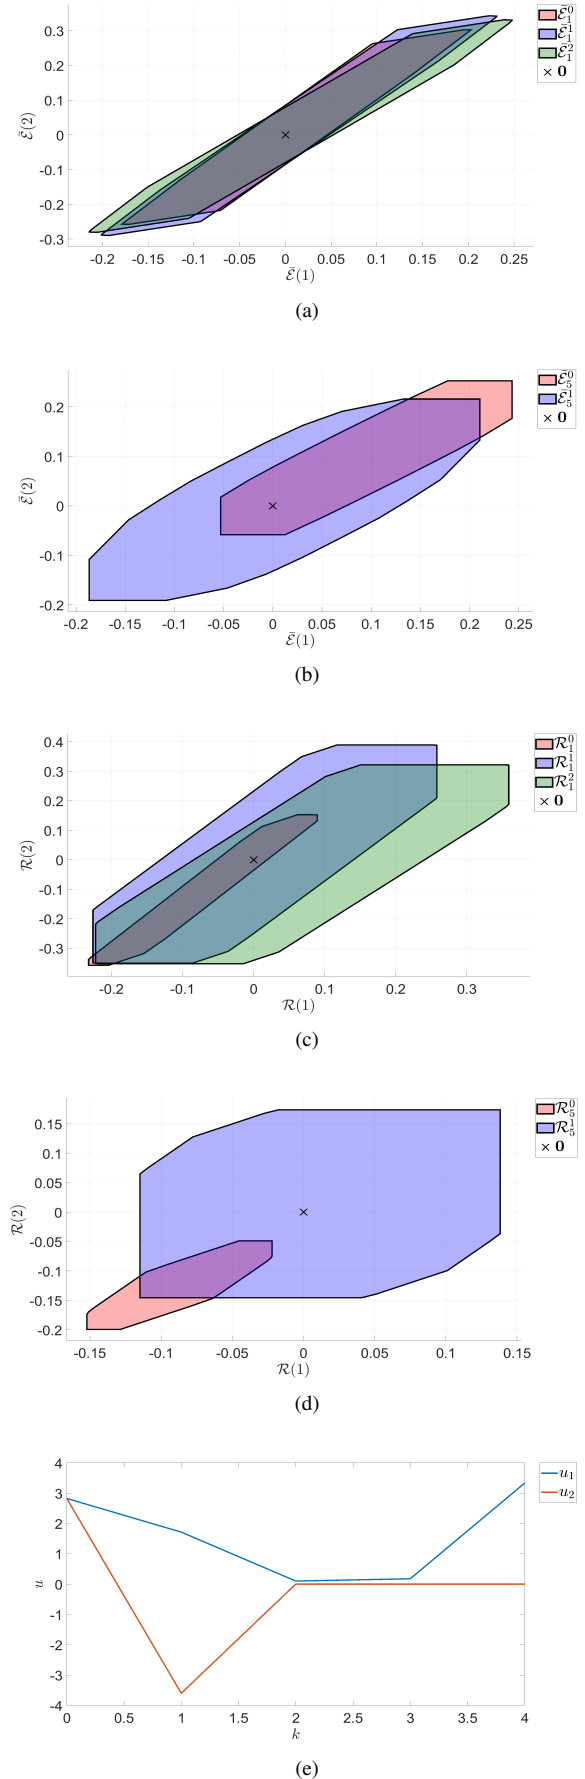 0.3
0.2
0.1
0
-0.1
-0.2
-0.3
-0.2 -0.15 -0.1 -0.05 0 0.05 0.1 0.15 0.2 0.25
ℰ̄(2)
ℰ̄(1)
ℰ̄₁⁰
ℰ̄₁¹
ℰ̄₁²
× 0
(a)
0.2
0.1
0
-0.1
-0.2
-0.2 -0.15 -0.1 -0.05 0 0.05 0.1 0.15 0.2 0.25
ℰ̄(2)
ℰ̄(1)
ℰ̄₅⁰
ℰ̄₅¹
× 0
(b)
0.4
0.3
0.2
0.1
0
-0.1
-0.2
-0.3
-0.2 -0.1 0 0.1 0.2 0.3
ℛ(2)
ℛ(1)
ℛ₁⁰
ℛ₁¹
ℛ₁²
× 0
(c)
0.15
0.1
0.05
0
-0.05
-0.1
-0.15
-0.2
-0.15 -0.1 -0.05 0 0.05 0.1 0.15
ℛ(2)
ℛ(1)
ℛ₅⁰
ℛ₅¹
× 0
(d)
4
3
2
1
0
-1
-2
-3
-4
0 0.5 1 1.5 2 2.5 3 3.5 4
u
k
u₁
u₂
(e)